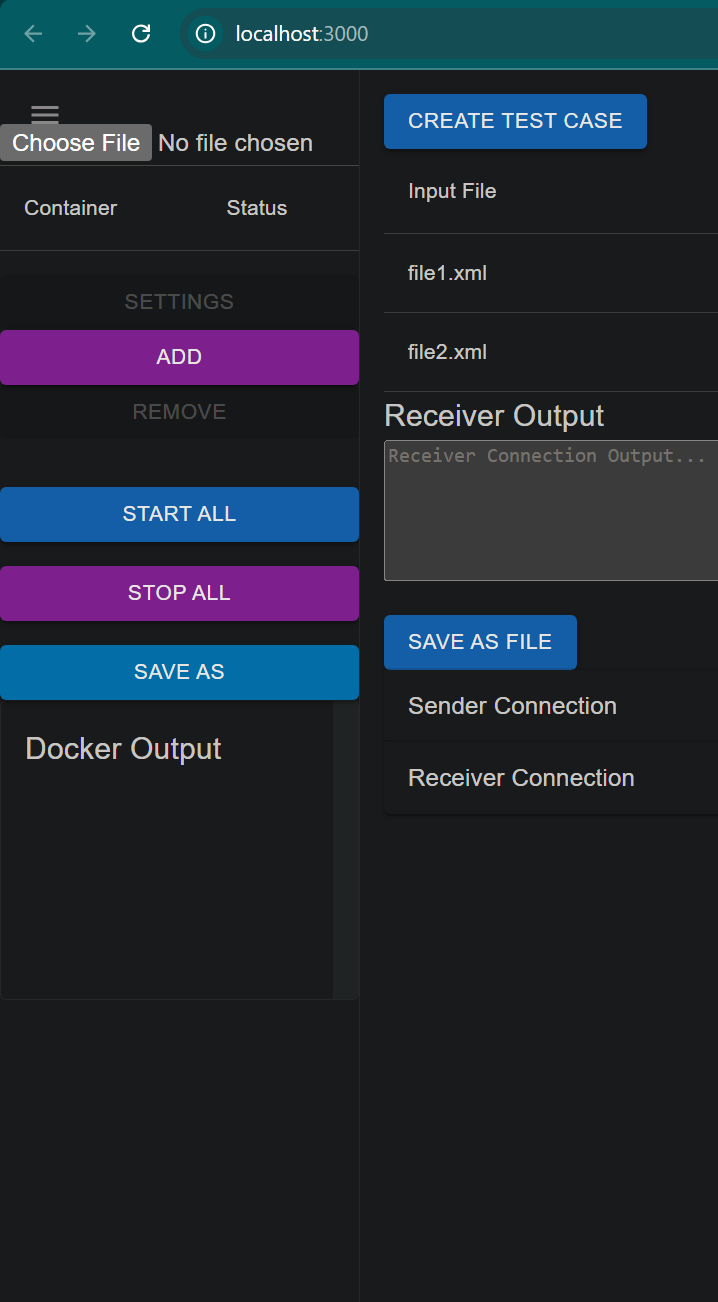 localhost:3000
Choose File No file chosen
Container Status
SETTINGS
ADD
REMOVE
START ALL
STOP ALL
SAVE AS
Docker Output
CREATE TEST CASE
Input File
file1.xml
file2.xml
Receiver Output
Receiver Connection Output...
SAVE AS FILE
Sender Connection
Receiver Connection